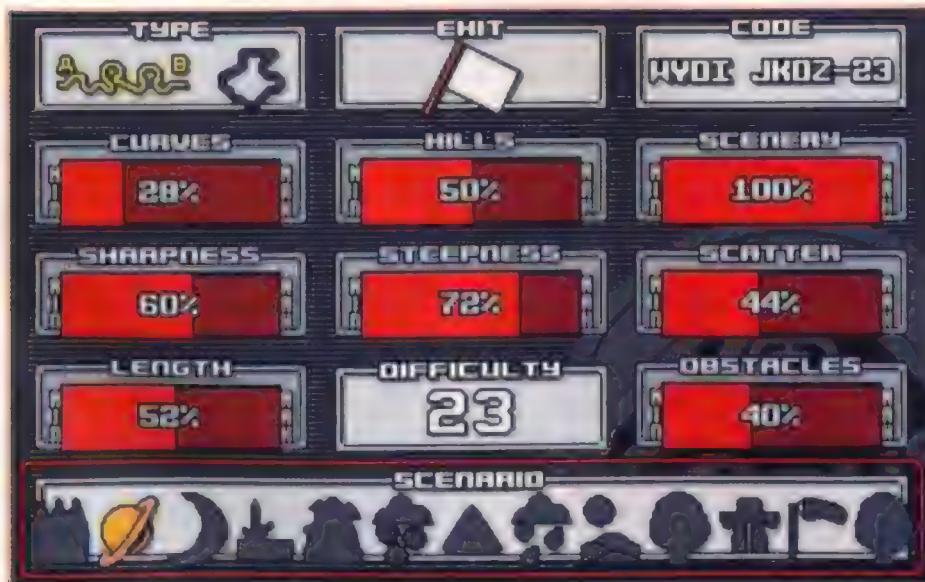 TYPE EXIT CODE
A B WYDI JKOZ-23
CURVES HILLS SCENERY
28% 50% 100%
SHARPNESS STEEPNESS SCATTER
60% 72% 44%
LENGTH DIFFICULTY OBSTACLES
52% 23 40%
SCENARIO